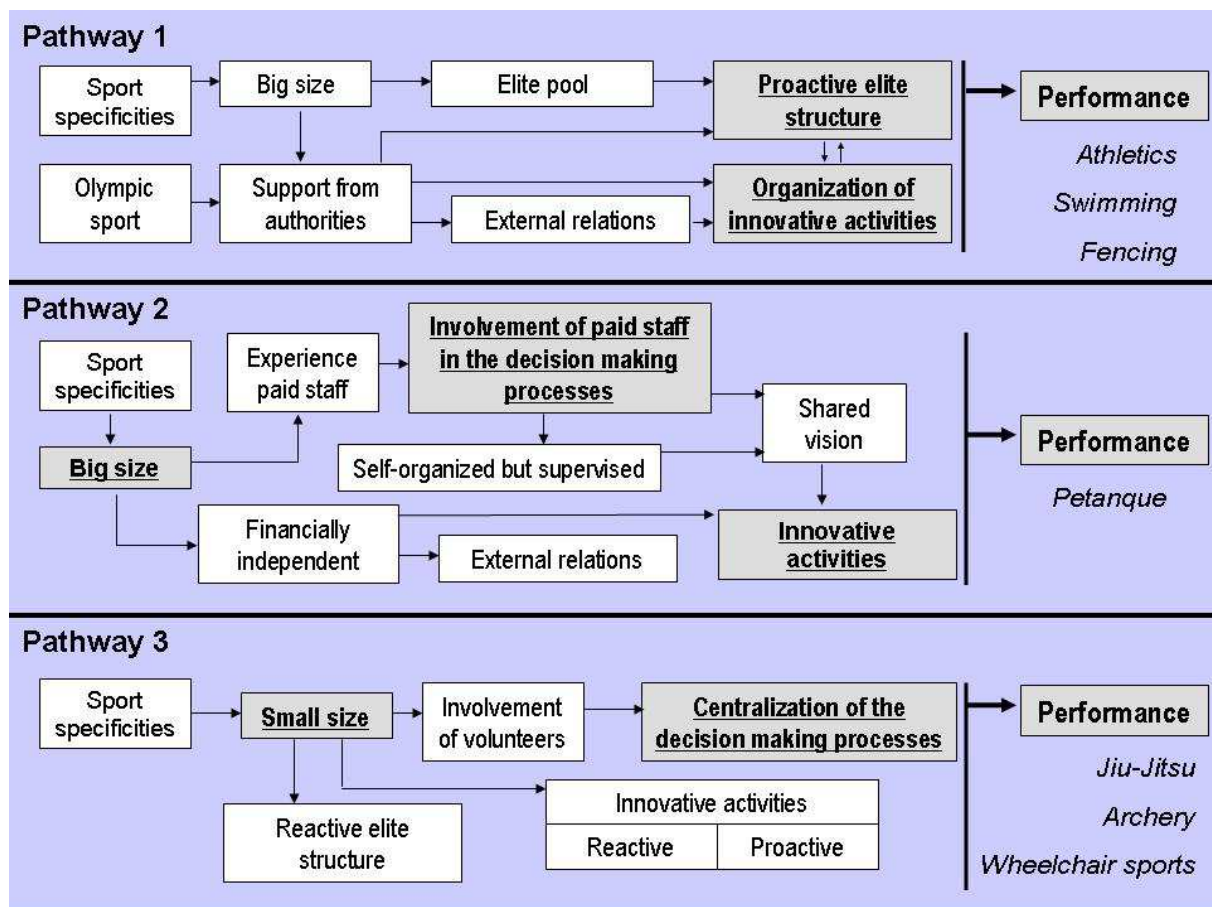 Pathway 1
Sport
specificities
Big size
Elite pool
Proactive elite
structure
Performance
Olympic
sport
Support from
authorities
External relations
Organization of
innovative activities
Athletics
Swimming
Fencing
Pathway 2
Sport
specificities
Big size
Experience
paid staff
Involvement of paid staff
in the decision making
processes
Self-organized but supervised
Shared
vision
Financially
independent
External relations
Innovative
activities
Performance
Petanque
Pathway 3
Sport
specificities
Small size
Involvement
of volunteers
Centralization of the
decision making processes
Reactive elite
structure
Innovative activities
Reactive
Proactive
Performance
Jiu-Jitsu
Archery
Wheelchair sports